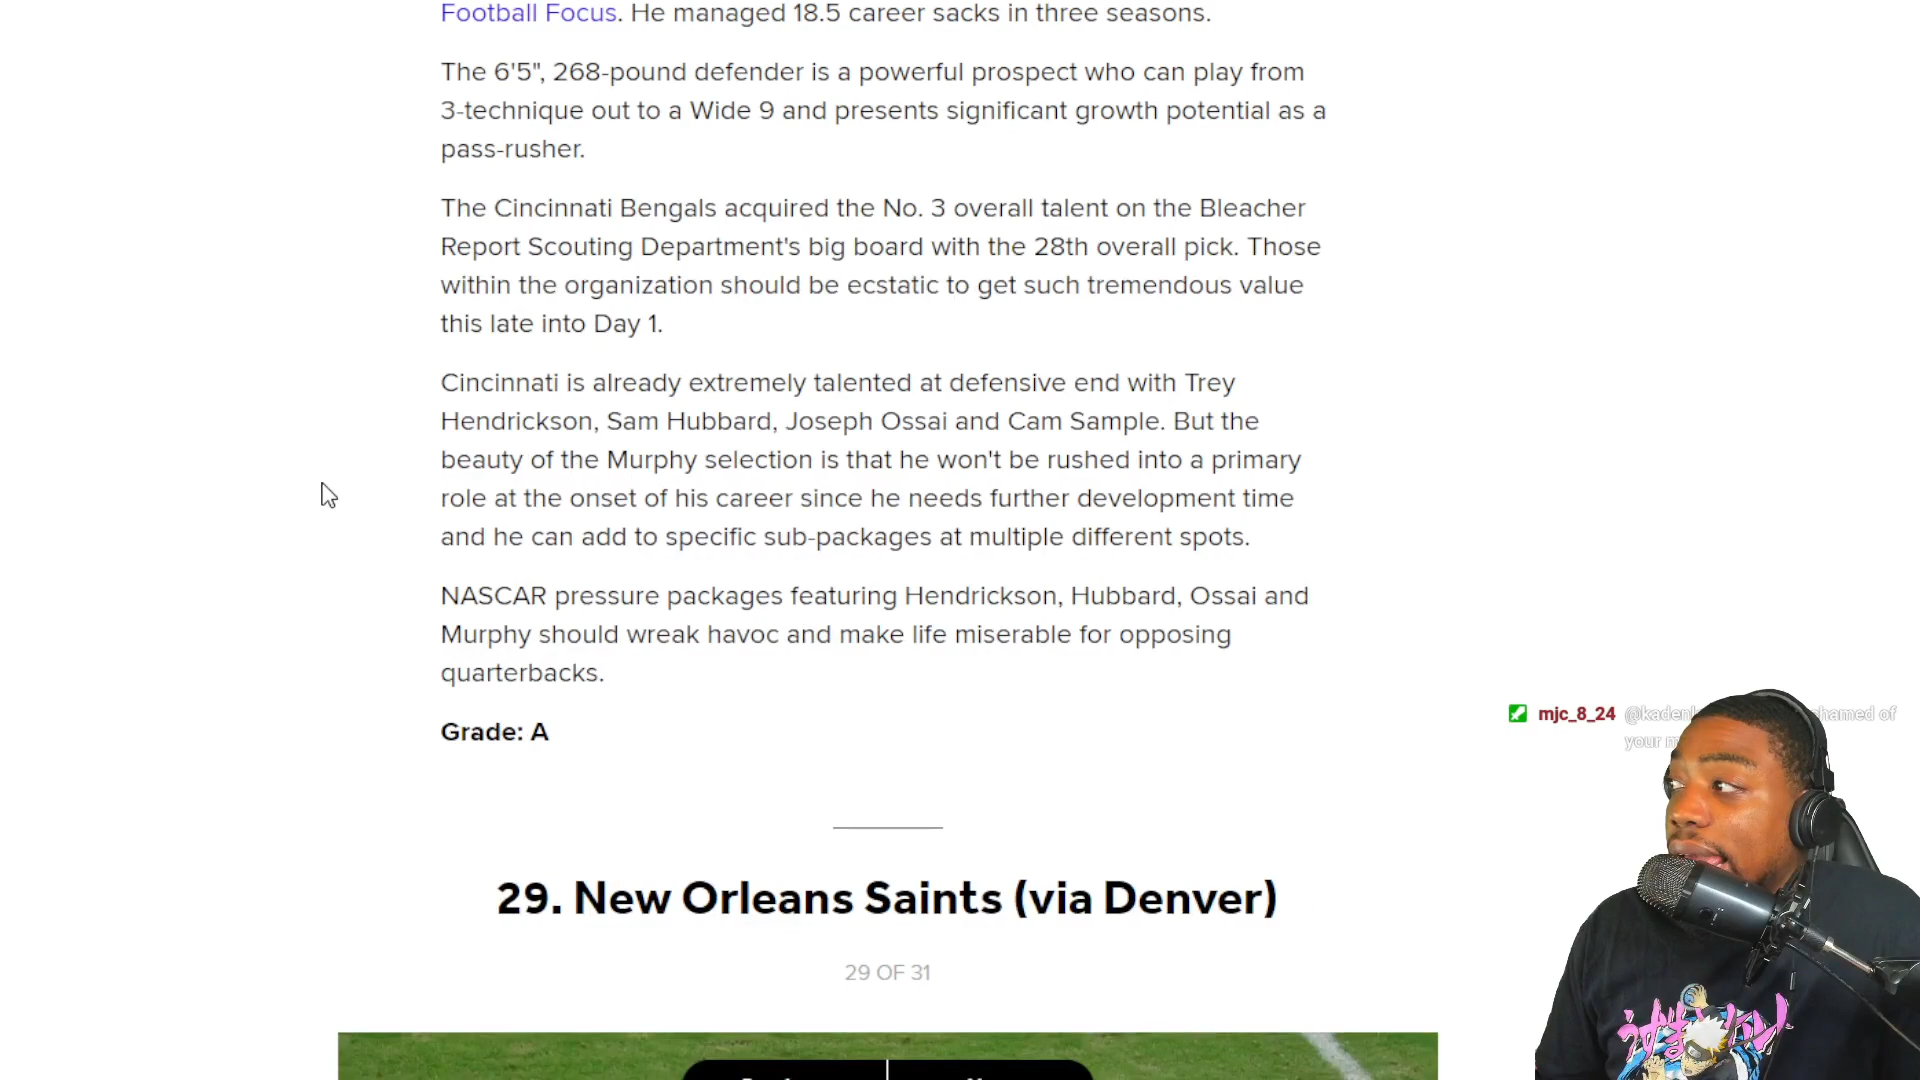 Football Focus. He managed 18.5 career sacks in three seasons.
The 6'5", 268-pound defender is a powerful prospect who can play from
3-technique out to a Wide 9 and presents significant growth potential as a
pass-rusher.
The Cincinnati Bengals acquired the No. 3 overall talent on the Bleacher
Report Scouting Department's big board with the 28th overall pick. Those
within the organization should be ecstatic to get such tremendous value
this late into Day 1.
Cincinnati is already extremely talented at defensive end with Trey
Hendrickson, Sam Hubbard, Joseph Ossai and Cam Sample. But the
beauty of the Murphy selection is that he won't be rushed into a primary
role at the onset of his career since he needs further development time
and he can add to specific sub-packages at multiple different spots.
NASCAR pressure packages featuring Hendrickson, Hubbard, Ossai and
Murphy should wreak havoc and make life miserable for opposing
quarterbacks.
Grade: A
mjc_8_24 of
your
29. New Orleans Saints (via Denver)
29 OF 31